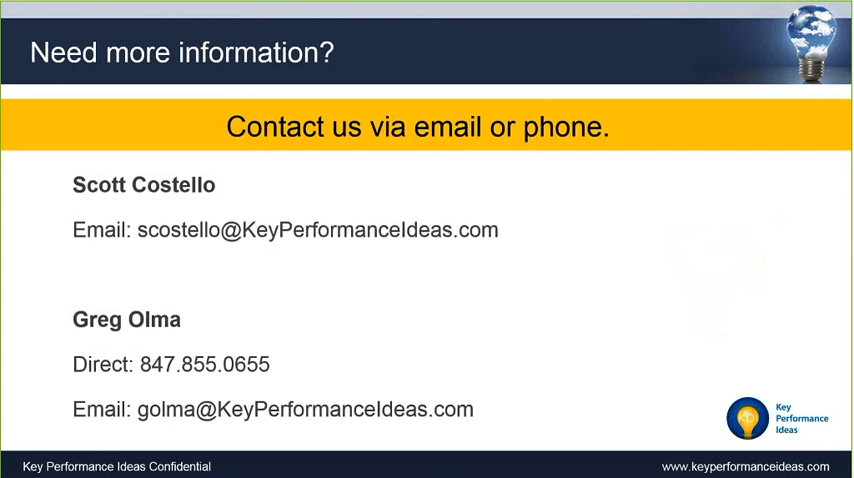 Need more information?
Contact us via email or phone.
Scott Costello
Email: scostello@KeyPerformanceIdeas.com
Greg Olma
Direct: 847.855.0655
Email: golma@KeyPerformanceIdeas.com
Key
Performance
Ideas
Key Performance Ideas Confidential
www.keyperformanceideas.com